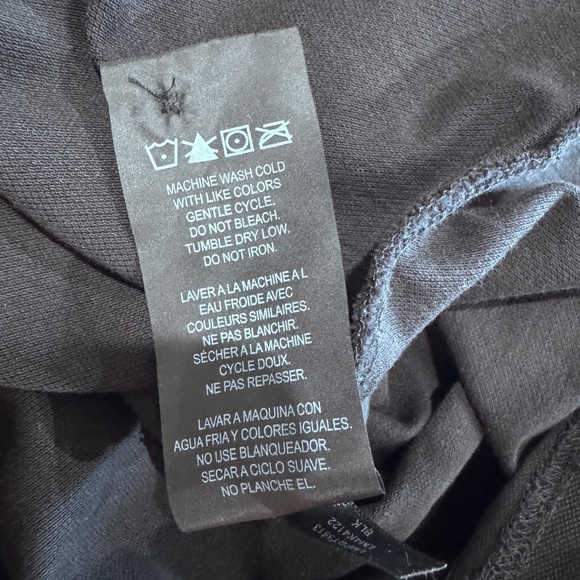 MACHINE WASH COLD
WITH LIKE COLORS
GENTLE CYCLE.
DO NOT BLEACH.
TUMBLE DRY LOW.
DO NOT IRON.
LAVER A LA MACHINE A L
EAU FROIDE AVEC
COULEURS SIMILAIRES.
NE PAS BLANCHIR.
SÉCHER A LA MACHINE
CYCLE DOUX.
NE PAS REPASSER.
LAVAR A MAQUINA CON
AGUA FRIA Y COLORES IGUALES.
NO USE BLANQUEADOR.
SECAR A CICLO SUAVE.
NO PLANCHE EL.
BLK